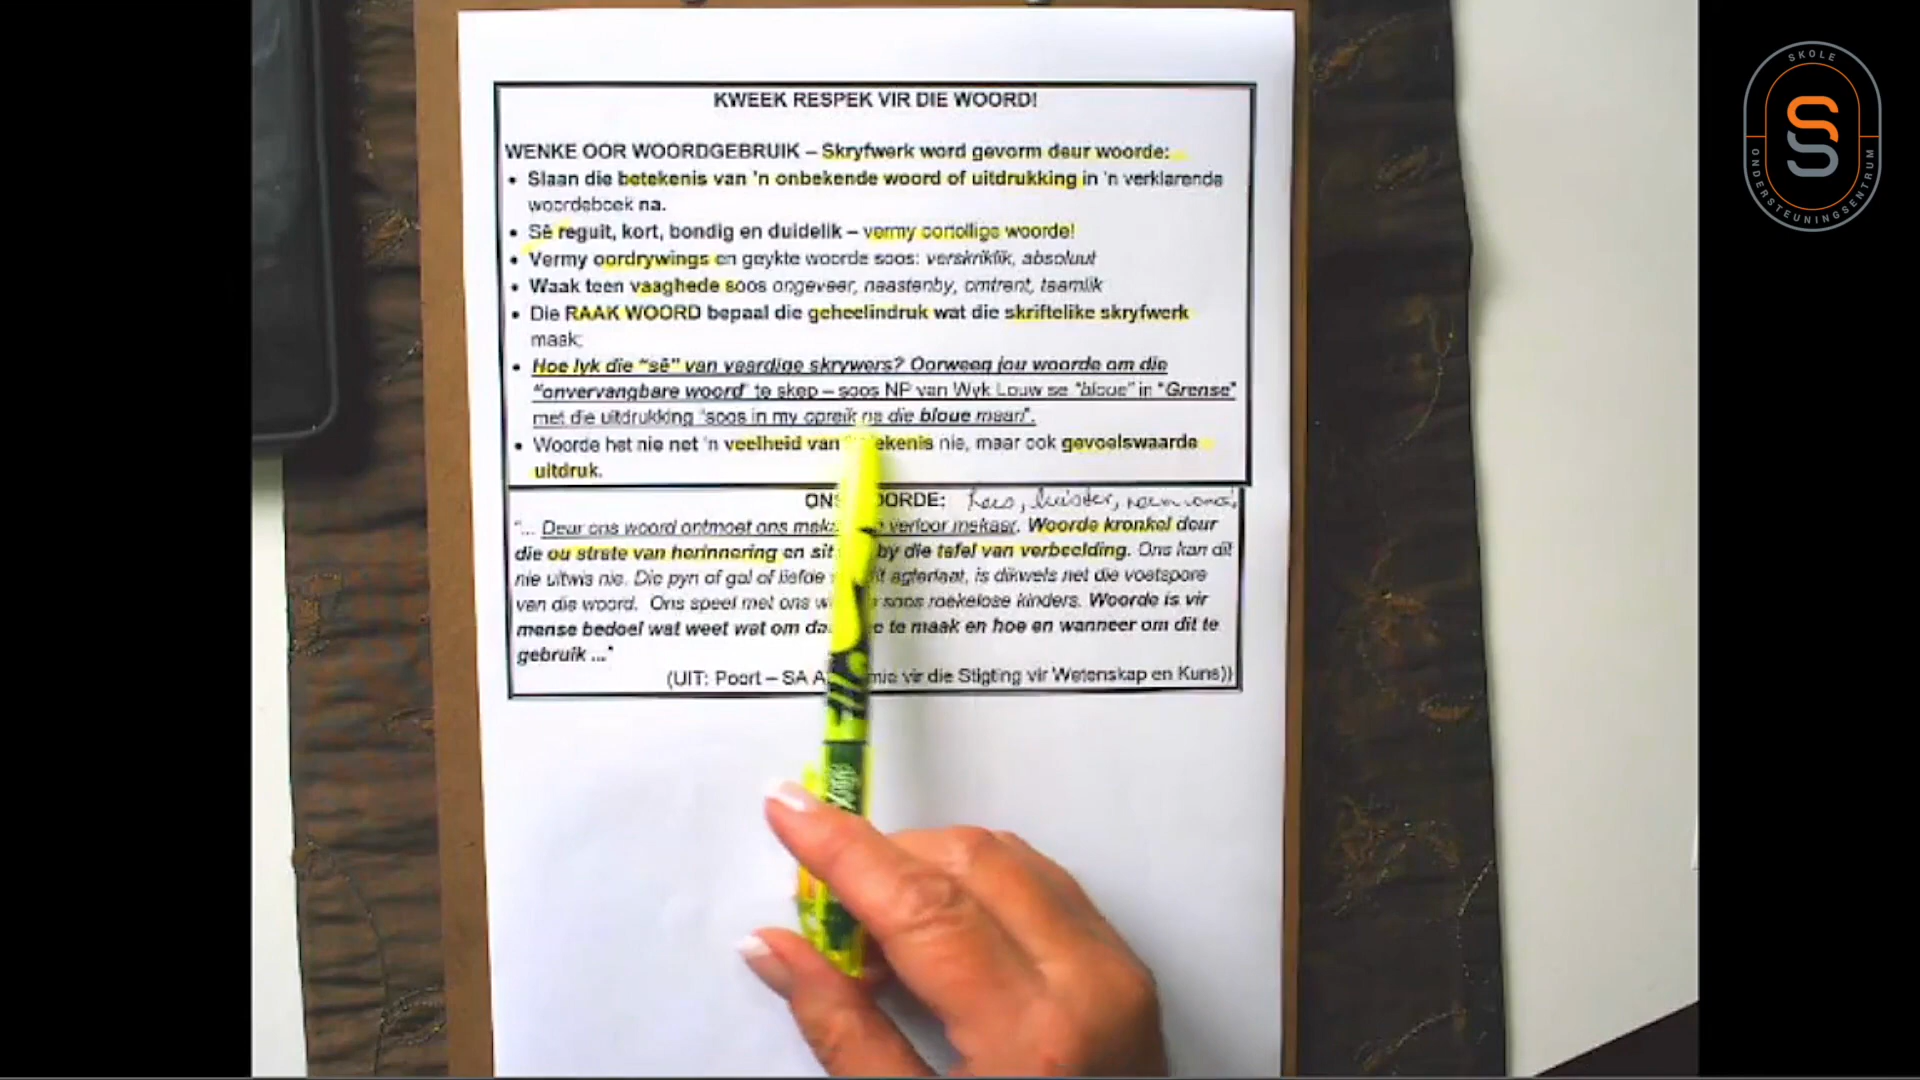 KWEEK RESPEK VIR DIE WOORD!
WENKE OOR WOORDGEBRUIK – Skryfwerk word gevorm deur woorde:
• Slaan die betekenis van 'n onbekende woord of uitdrukking in 'n verklarende
woordeboek na.
• Sê reguit, kort, bondig en duidelik – vermy oortollige woorde!
• Vermy oordrywings en geykte woorde soos: verskriklik, absoluut
• Waak teen vaaghede soos ongeveer, naastenby, omtrent, taamlik
• Die RAAK WOORD bepaal die geheelindruk wat die skriftelike skryfwerk
maak;
• Hoe lyk die "sê" van vaardige skrywers? Oorweeg jou woorde om die
"onvervangbare woord" te skep – soos NP van Wyk Louw se "bloue" in "Grense"
met die uitdrukking "soos in my opreik na die bloue maan".
• Woorde het nie net 'n veelheid van nie, maar ook gevoelswaarde
uitdruk.
luister,
"... Deur ons woord ontmoet ons verloor mekaar. Woorde kronkel deur
die ou strate van herinnering en sit by die tafel van verbeelding. Ons kan dit
nie uitwis nie. Die pyn of gal of liefde agterlaat, is dikwels net die voetspore
van die woord. Ons speel met ons soos roekelose kinders. Woorde is vir
mense bedoel wat weet wat om te maak en hoe en wanneer om dit te
gebruik ..."
(UIT: Poort – SA vir die Stigting vir Wetenskap en Kuns))
SKOLE
SS
ONDERSTEUNINGSENTRUM